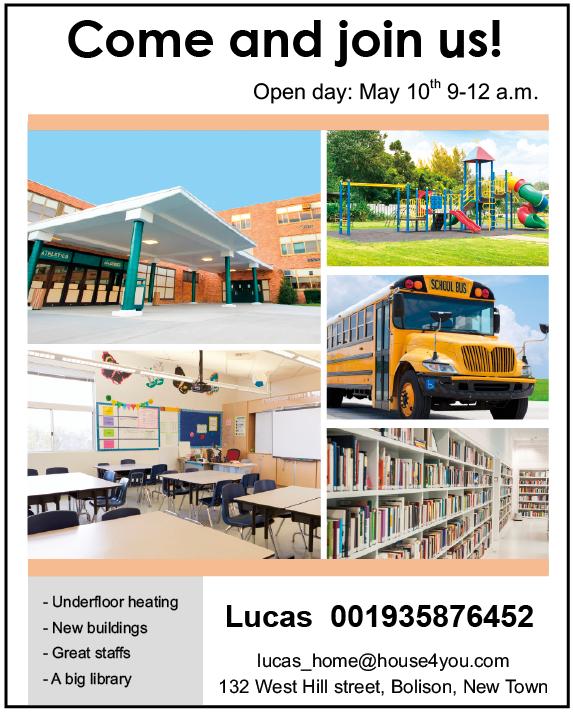 Come and join us!
Open day: May 10th 9-12 a.m.
ATHLETICS
SCHOOL BUS
- Underfloor heating
- New buildings
- Great staffs
- A big library
Lucas 001935876452
lucas_home@house4you.com
132 West Hill street, Bolison, New Town